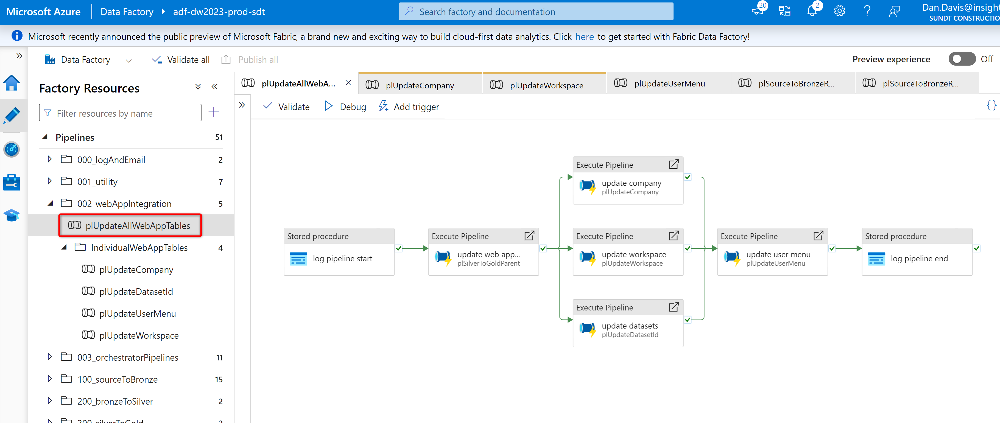 Microsoft Azure
Data Factory
adf-dw2023-prod-sdt
Search factory and documentation
20
2
?
Dan.Davis@insight
SUNDT CONSTRUCTIO
Microsoft recently announced the public preview of Microsoft Fabric, a brand new and exciting way to build cloud-first data analytics. Click here to get started with Fabric Data Factory!
Data Factory
Validate all
Publish all
Preview experience
Off
Factory Resources
Filter resources by name
Pipelines 51
000_logAndEmail 2
001_utility 7
002_webAppIntegration 5
plUpdateAllWebAppTables
IndividualWebAppTables 4
plUpdateCompany
plUpdateDatasetId
plUpdateUserMenu
plUpdateWorkspace
003_orchestratorPipelines 11
100_sourceToBronze 15
200_bronzeToSilver 2
300_silverToGold 2
plUpdateAllWebA...
plUpdateCompany
plUpdateWorkspace
plUpdateUserMenu
plSourceToBronzeR...
plSourceToBronzeR...
Validate
Debug
Add trigger
{}
Stored procedure
log pipeline start
Execute Pipeline
update web app...
plSilverToGoldParent
Execute Pipeline
update company
plUpdateCompany
Execute Pipeline
update workspace
plUpdateWorkspace
Execute Pipeline
update datasets
plUpdateDatasetId
Execute Pipeline
update user menu
plUpdateUserMenu
Stored procedure
log pipeline end